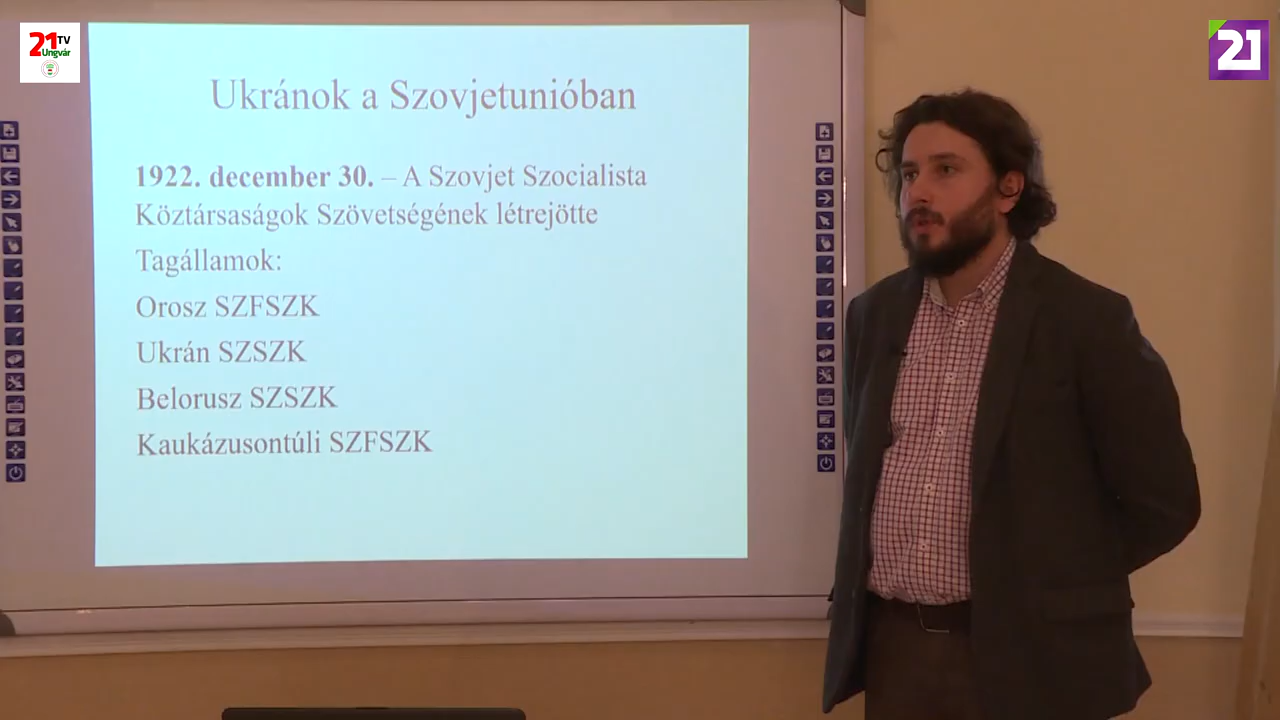 21 TV
Ungvár
21
Ukránok a Szovjetunióban
1922. december 30. – A Szovjet Szocialista
Köztársaságok Szövetségének létrejötte
Tagállamok:
Orosz SZFSZK
Ukrán SZSZK
Belorusz SZSZK
Kaukázusontúli SZFSZK